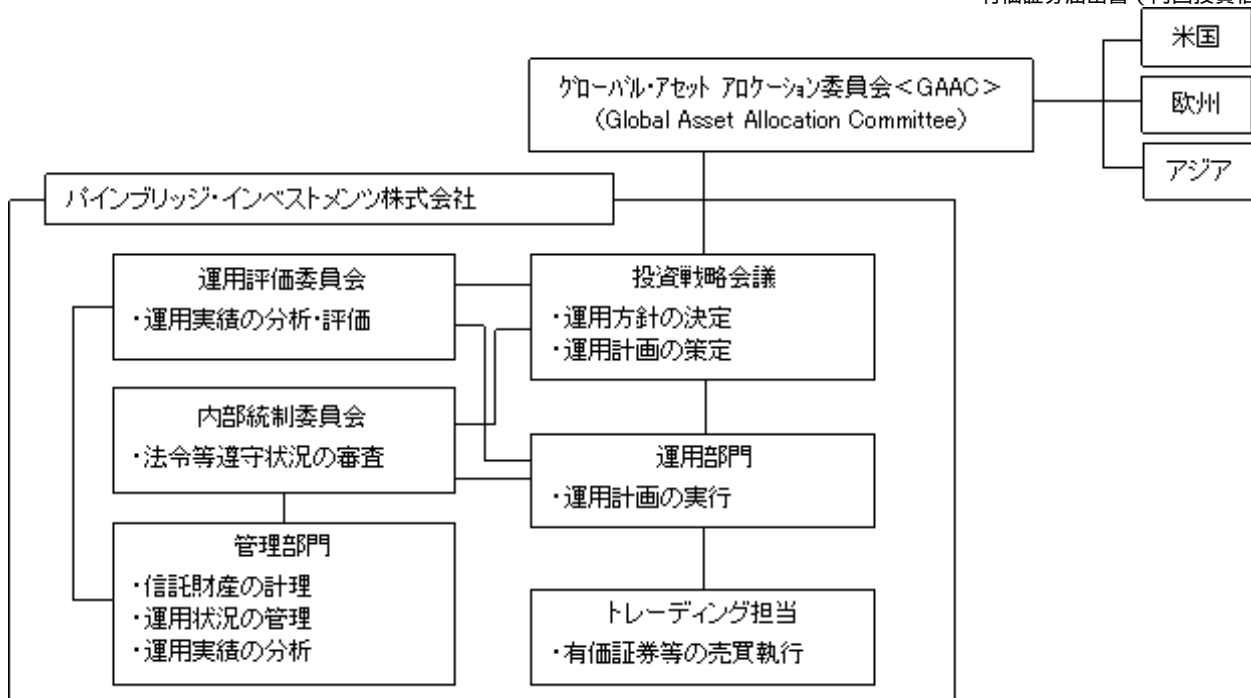 米国
グローバル・アセット アロケーション委員会＜GAAC＞
（Global Asset Allocation Committee）
欧州
アジア
パインブリッジ・インベストメンツ株式会社
運用評価委員会
・運用実績の分析・評価
投資戦略会議
・運用方針の決定
・運用計画の策定
内部統制委員会
・法令等遵守状況の審査
運用部門
・運用計画の実行
管理部門
・信託財産の計理
・運用状況の管理
・運用実績の分析
トレーディング担当
・有価証券等の売買執行